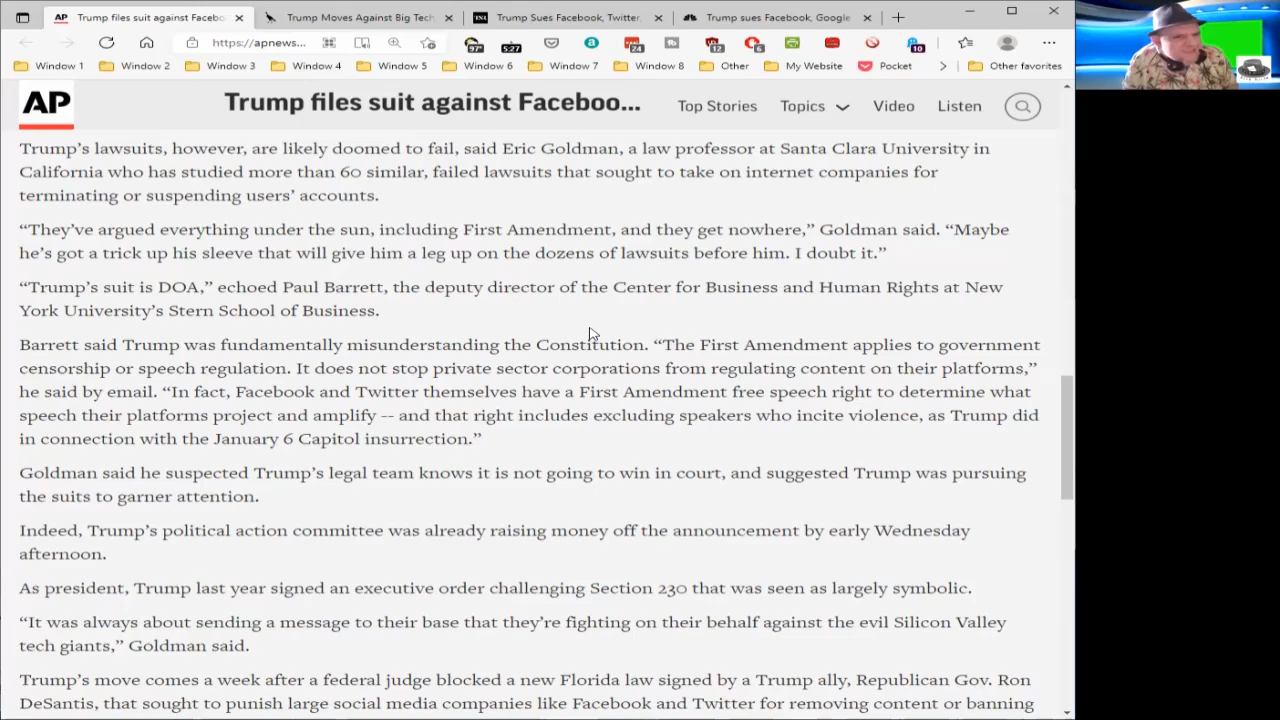 Trump files suit against Facebo
Trump Moves Against Big Tech
Trump Sues Facebook, Twitter,
Trump sues Facebook, Google
https://apnews...
97°
5:27
24
12
6
10
Window 1
Window 2
Window 3
Window 4
Window 5
Window 6
Window 7
Window 8
Other
My Website
Pocket
Other favorites
AP
Trump files suit against Faceboo...
Top Stories
Topics
Video
Listen
Trump’s lawsuits, however, are likely doomed to fail, said Eric Goldman, a law professor at Santa Clara University in
California who has studied more than 60 similar, failed lawsuits that sought to take on internet companies for
terminating or suspending users’ accounts.
“They’ve argued everything under the sun, including First Amendment, and they get nowhere,” Goldman said. “Maybe
he’s got a trick up his sleeve that will give him a leg up on the dozens of lawsuits before him. I doubt it.”
“Trump’s suit is DOA,” echoed Paul Barrett, the deputy director of the Center for Business and Human Rights at New
York University’s Stern School of Business.
Barrett said Trump was fundamentally misunderstanding the Constitution. “The First Amendment applies to government
censorship or speech regulation. It does not stop private sector corporations from regulating content on their platforms,”
he said by email. “In fact, Facebook and Twitter themselves have a First Amendment free speech right to determine what
speech their platforms project and amplify -- and that right includes excluding speakers who incite violence, as Trump did
in connection with the January 6 Capitol insurrection.”
Goldman said he suspected Trump’s legal team knows it is not going to win in court, and suggested Trump was pursuing
the suits to garner attention.
Indeed, Trump’s political action committee was already raising money off the announcement by early Wednesday
afternoon.
As president, Trump last year signed an executive order challenging Section 230 that was seen as largely symbolic.
“It was always about sending a message to their base that they’re fighting on their behalf against the evil Silicon Valley
tech giants,” Goldman said.
Trump’s move comes a week after a federal judge blocked a new Florida law signed by a Trump ally, Republican Gov. Ron
DeSantis, that sought to punish large social media companies like Facebook and Twitter for removing content or banning